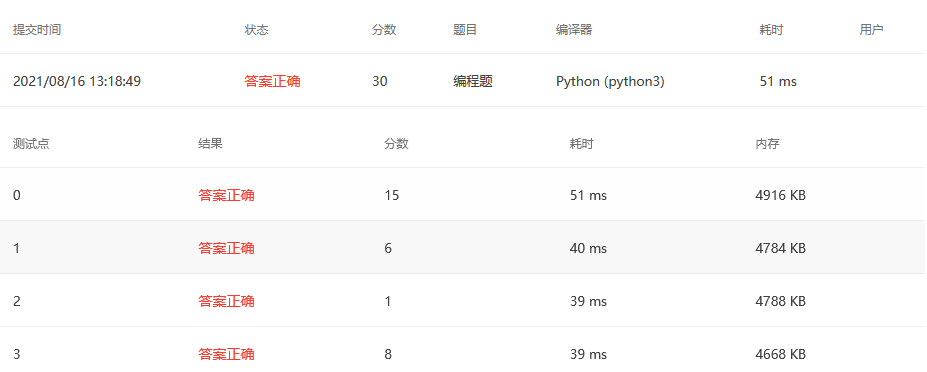 提交时间 状态 分数 题目 编译器 耗时 用户
2021/08/16 13:18:49 答案正确 30 编程题 Python (python3) 51 ms
测试点 结果 分数 耗时 内存
0 答案正确 15 51 ms 4916 KB
1 答案正确 6 40 ms 4784 KB
2 答案正确 1 39 ms 4788 KB
3 答案正确 8 39 ms 4668 KB